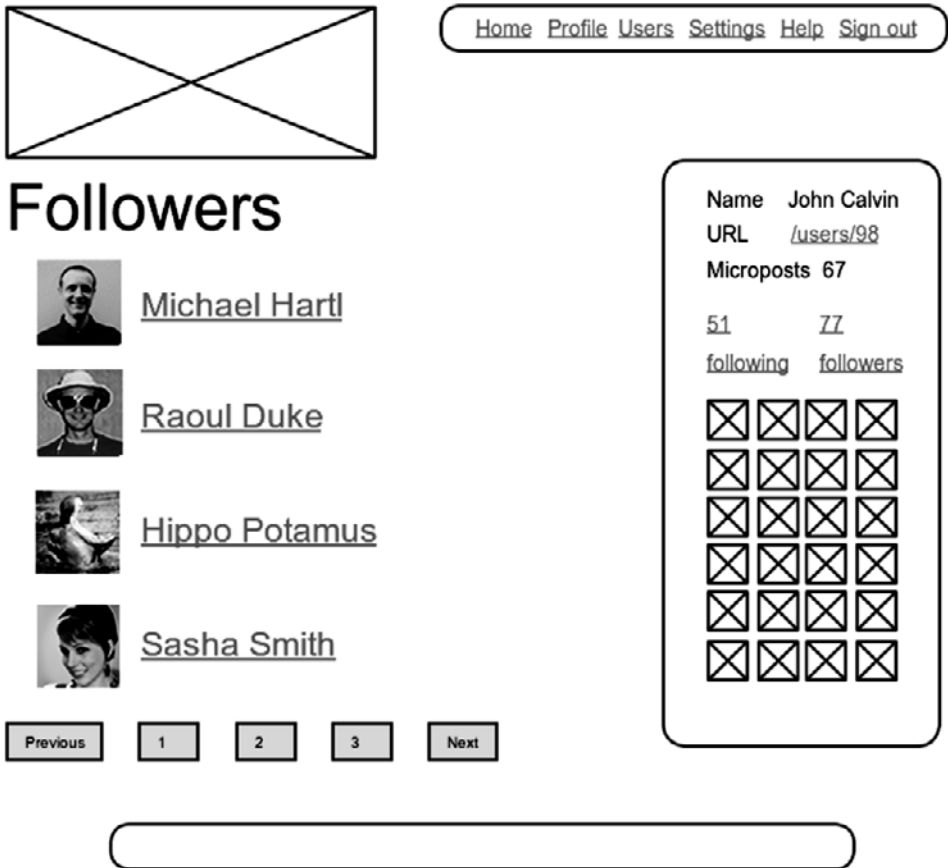 Home Profile Users Settings Help Sign out
Followers
Michael Hartl
Raoul Duke
Hippo Potamus
Sasha Smith
Previous 1 2 3 Next
Name John Calvin
URL /users/98
Microposts 67
51 77
following followers